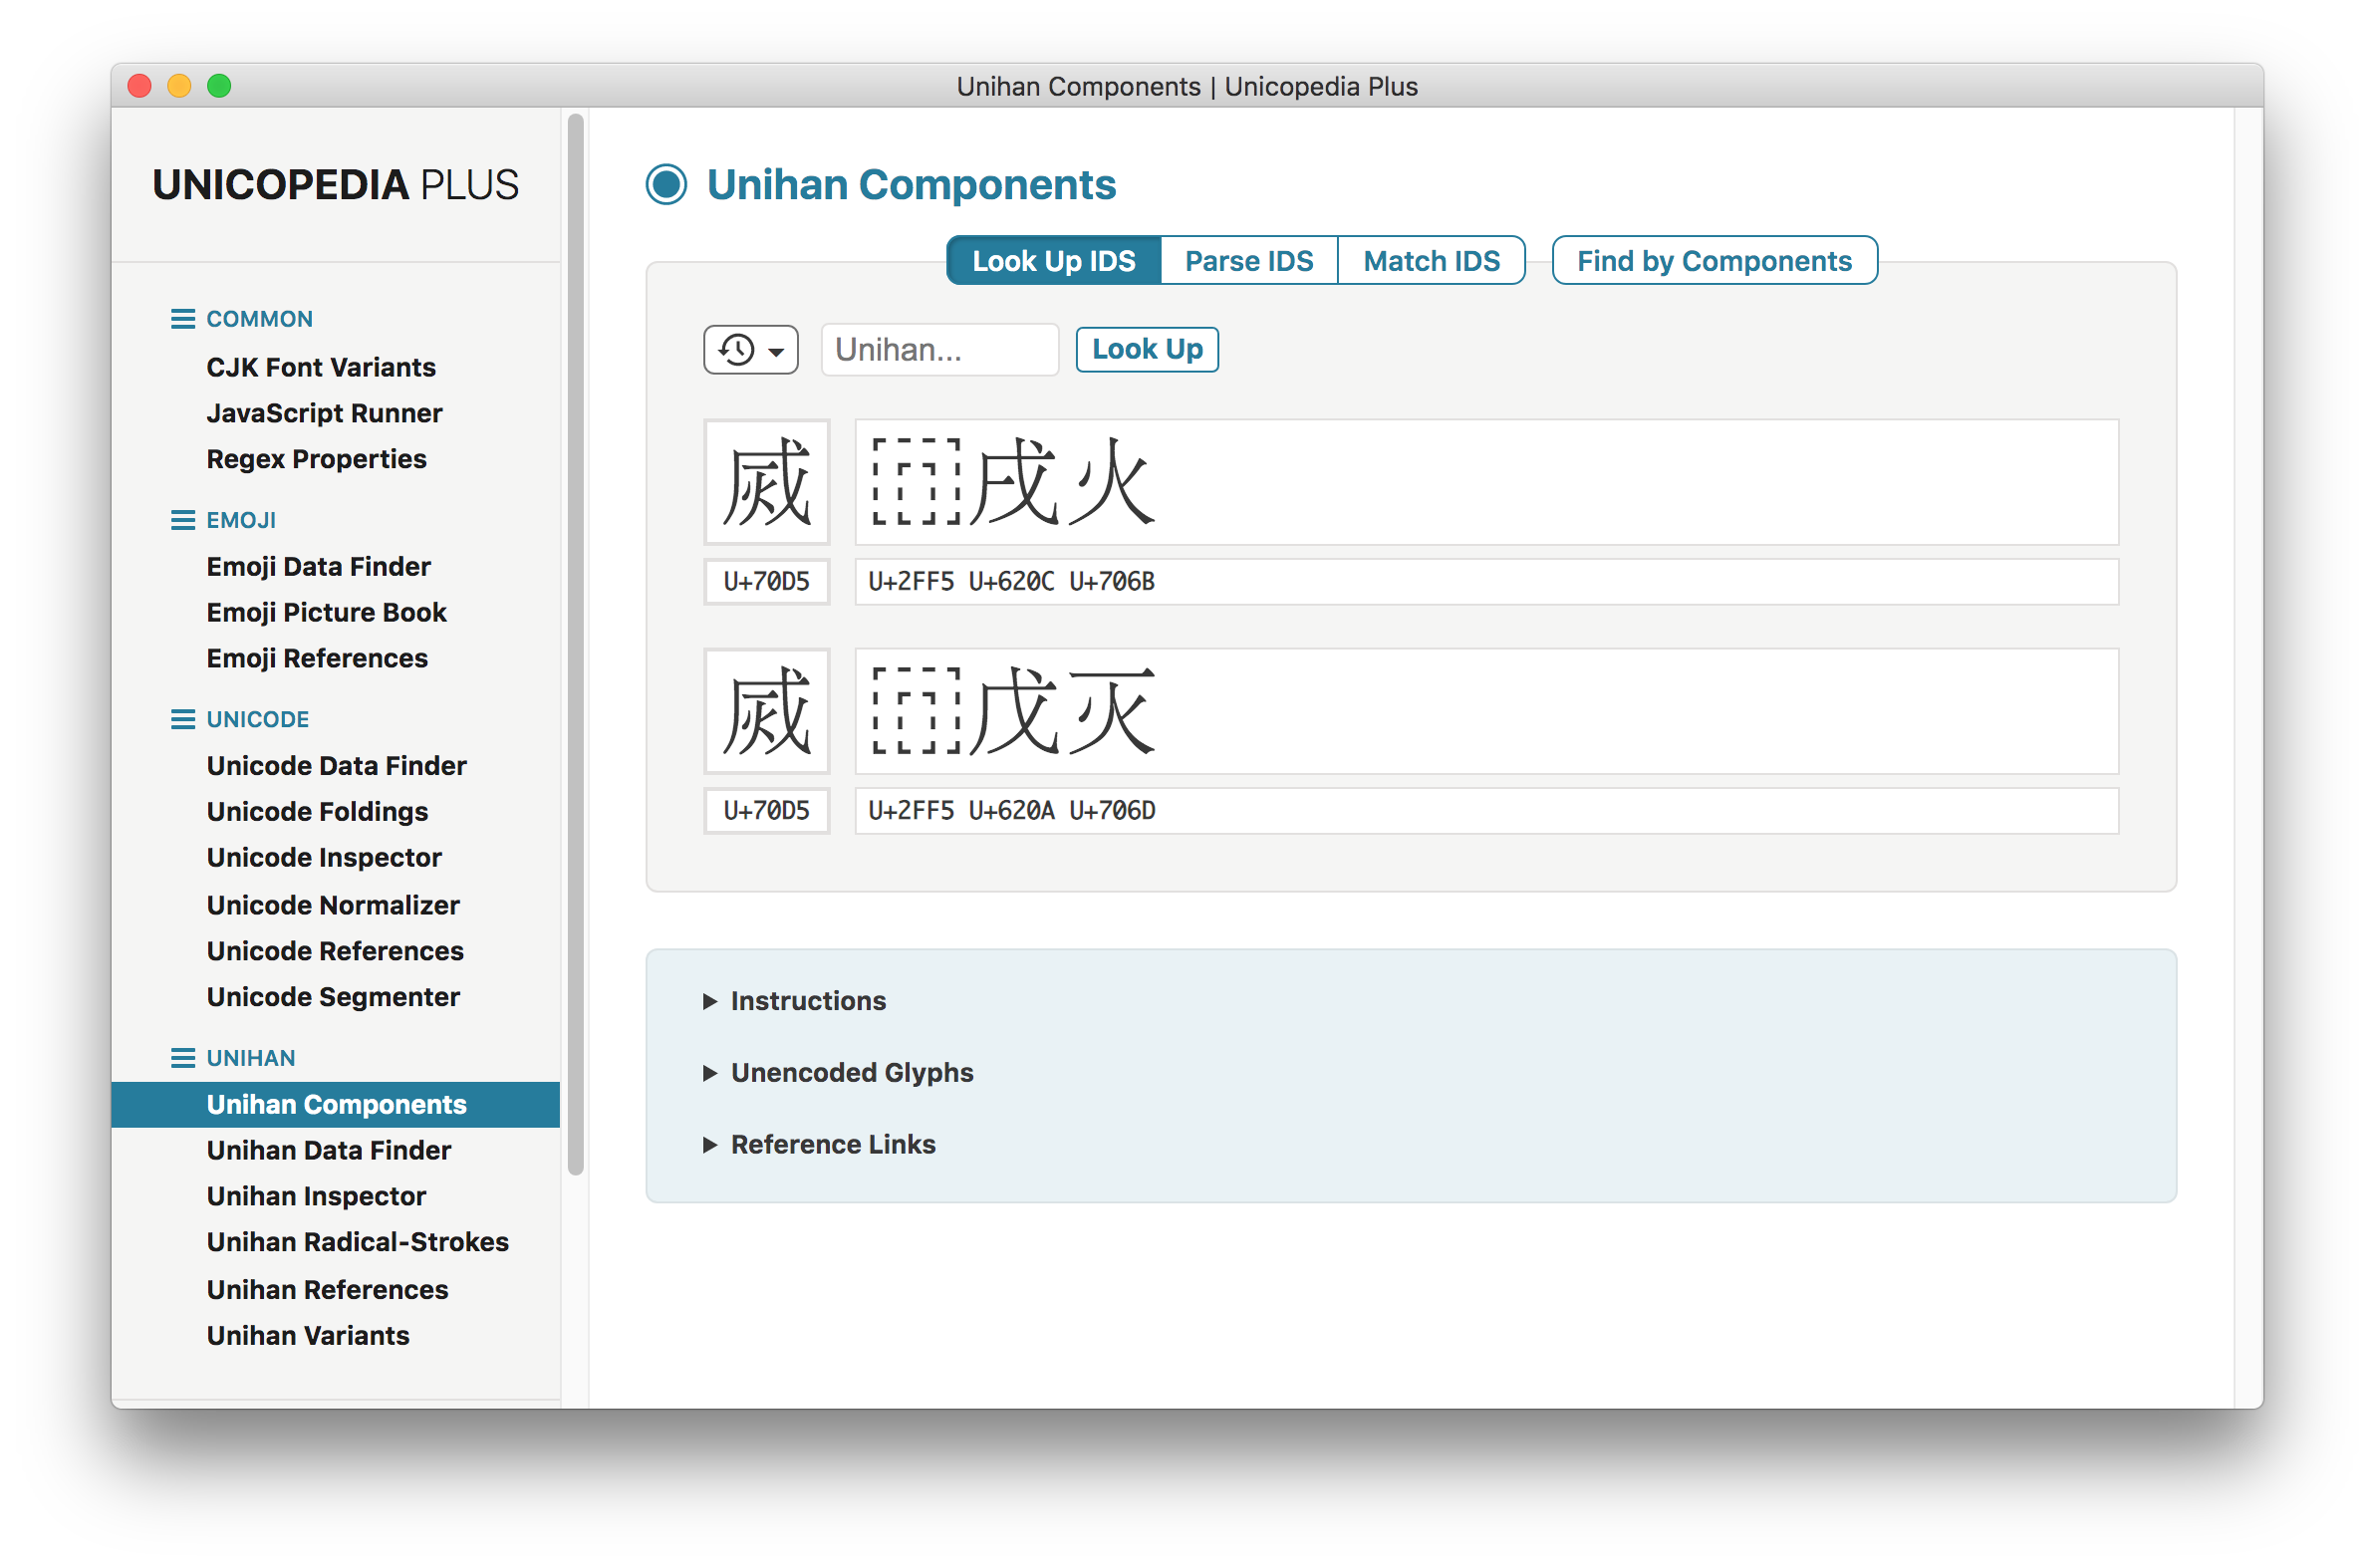 Unihan Components | Unicopedia Plus
UNICOPEDIA PLUS
COMMON
CJK Font Variants
JavaScript Runner
Regex Properties
EMOJI
Emoji Data Finder
Emoji Picture Book
Emoji References
UNICODE
Unicode Data Finder
Unicode Foldings
Unicode Inspector
Unicode Normalizer
Unicode References
Unicode Segmenter
UNIHAN
Unihan Components
Unihan Data Finder
Unihan Inspector
Unihan Radical-Strokes
Unihan References
Unihan Variants
Unihan Components
Look Up IDS Parse IDS Match IDS Find by Components
Unihan... Look Up
烕 ⿵戌火
U+70D5 U+2FF5 U+620C U+706B
烕 ⿵戊灭
U+70D5 U+2FF5 U+620A U+706D
Instructions
Unencoded Glyphs
Reference Links